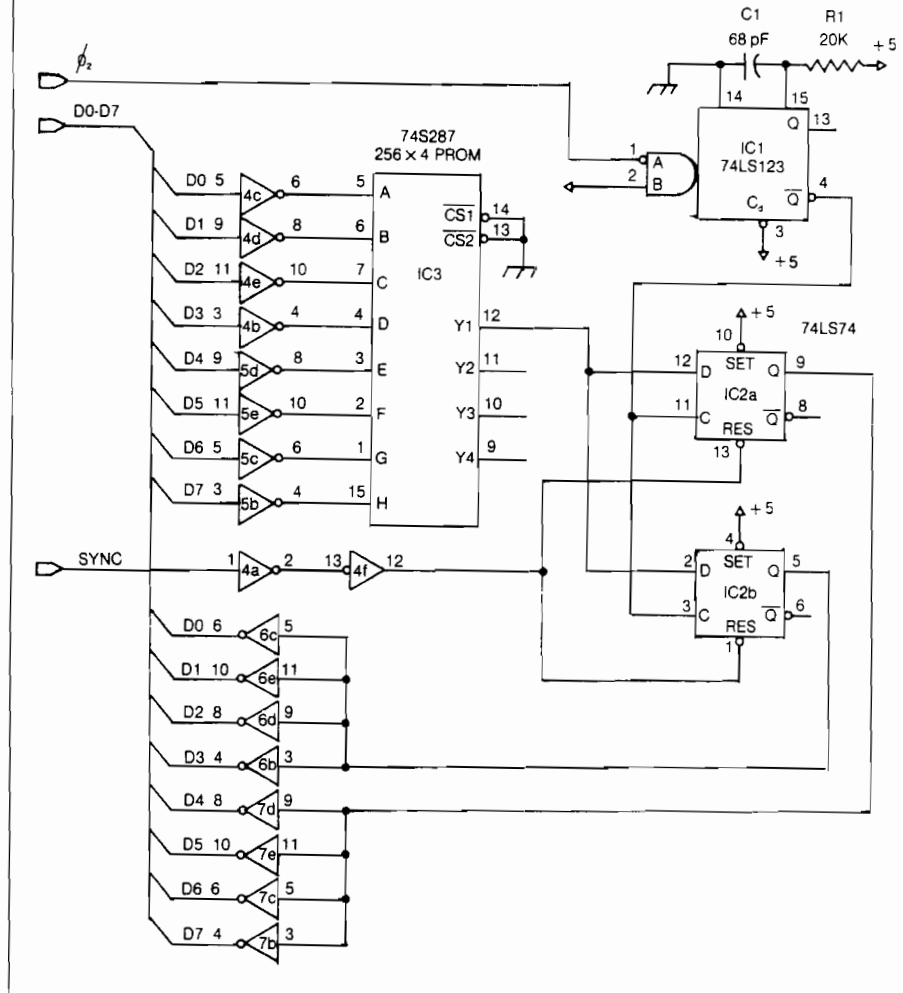 C1
R1
68 pF
20K
+5
ϕ₂
14
15
D0-D7
Q
13
74S287
256 × 4 PROM
IC1
74LS123
1
A
2
B
Q̅
4
C_d
3
+5
D0 5
4c
6
5
A
C̅S̅1̅
14
D1 9
4d
8
6
B
C̅S̅2̅
13
D2 11
4e
10
7
C
IC3
D3 3
4b
4
4
D
Y1
12
D4 9
5d
8
3
E
Y2
11
D5 11
5e
10
2
F
Y3
10
D6 5
5c
6
1
G
Y4
9
D7 3
5b
4
15
H
+5
74LS74
10
SET
12
D
Q
9
IC2a
11
C
Q̅
8
RES
13
SYNC
1
4a
2
13
4f
12
+5
4
SET
2
D
Q
5
IC2b
3
C
Q̅
6
RES
1
D0 6
6c
5
D1 10
6e
11
D2 8
6d
9
D3 4
6b
3
D4 8
7d
9
D5 10
7e
11
D6 6
7c
5
D7 4
7b
3